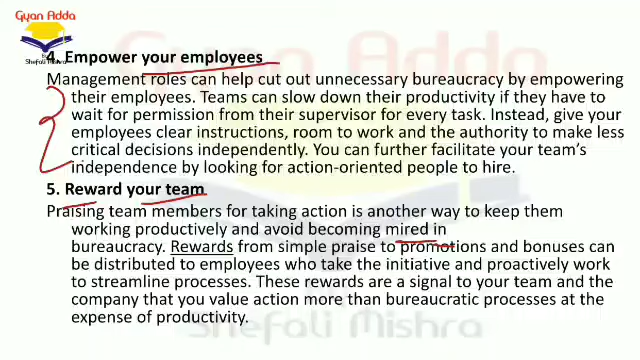 Gyan Adda
By
Shefali Mishra
4. Empower your employees
Management roles can help cut out unnecessary bureaucracy by empowering
their employees. Teams can slow down their productivity if they have to
wait for permission from their supervisor for every task. Instead, give your
employees clear instructions, room to work and the authority to make less
critical decisions independently. You can further facilitate your team's
independence by looking for action-oriented people to hire.
5. Reward your team
Praising team members for taking action is another way to keep them
working productively and avoid becoming mired in
bureaucracy. Rewards from simple praise to promotions and bonuses can
be distributed to employees who take the initiative and proactively work
to streamline processes. These rewards are a signal to your team and the
company that you value action more than bureaucratic processes at the
expense of productivity.
Gyan Adda
Shefali Mishra